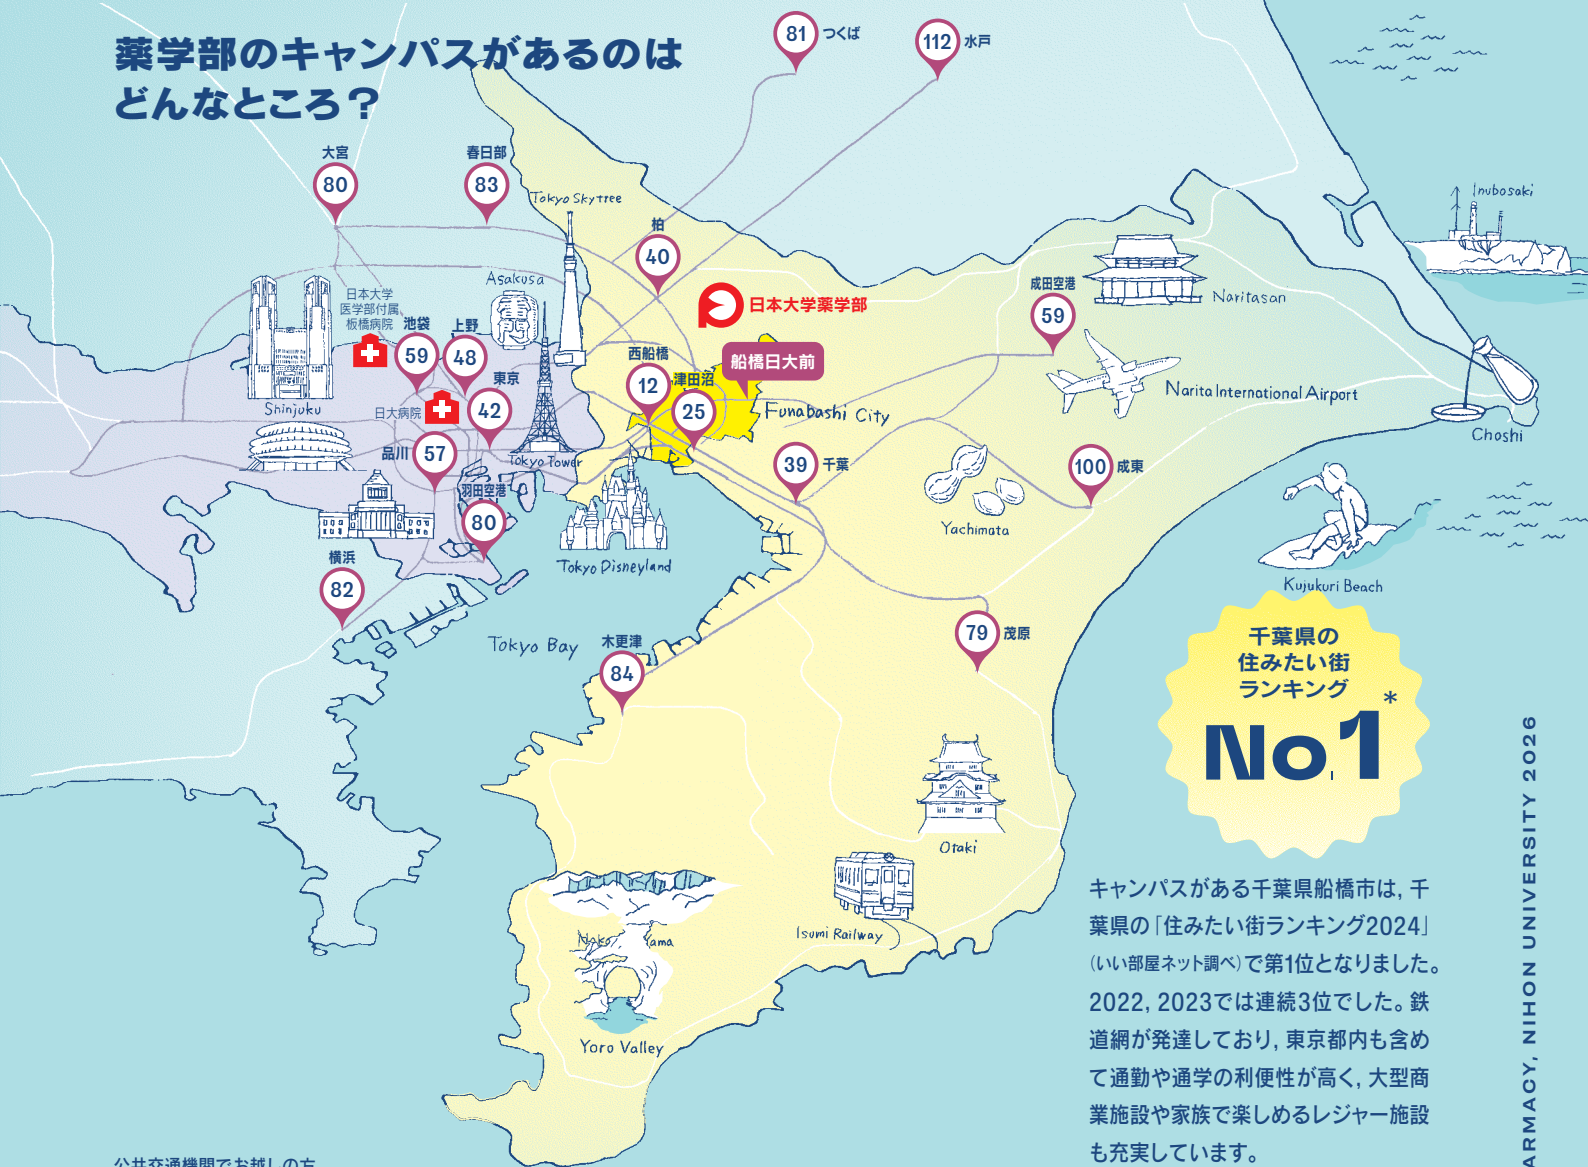 薬学部のキャンパスがあるのは
どんなところ？
81 つくば
112 水戸
大宮
80
春日部
83
Tokyo Skytree
柏
40
Inubosaki
日本大学薬学部
成田空港
59
Naritasan
Asakusa
日本大学
医学部付属
板橋病院
池袋
59
上野
48
西船橋
12
津田沼
25
船橋日大前
Funabashi City
Narita International Airport
Shinjuku
日大病院
東京
42
Choshi
品川
57
Tokyo Tower
39 千葉
100 成東
羽田空港
80
Yachimata
Tokyo Disneyland
横浜
82
Kujukuri Beach
Tokyo Bay
木更津
84
79 茂原
千葉県の
住みたい街
ランキング
No.1*
Otaki
Isumi Railway
Yama
Yoro Valley
キャンパスがある千葉県船橋市は, 千
葉県の「住みたい街ランキング2024」
（いい部屋ネット調べ）で第1位となりました。
2022, 2023では連続3位でした。鉄
道網が発達しており, 東京都内も含め
て通勤や通学の利便性が高く, 大型商
業施設や家族で楽しめるレジャー施設
も充実しています。
ARMACY, NIHON UNIVERSITY 2026
公共交通機関でお越しの方